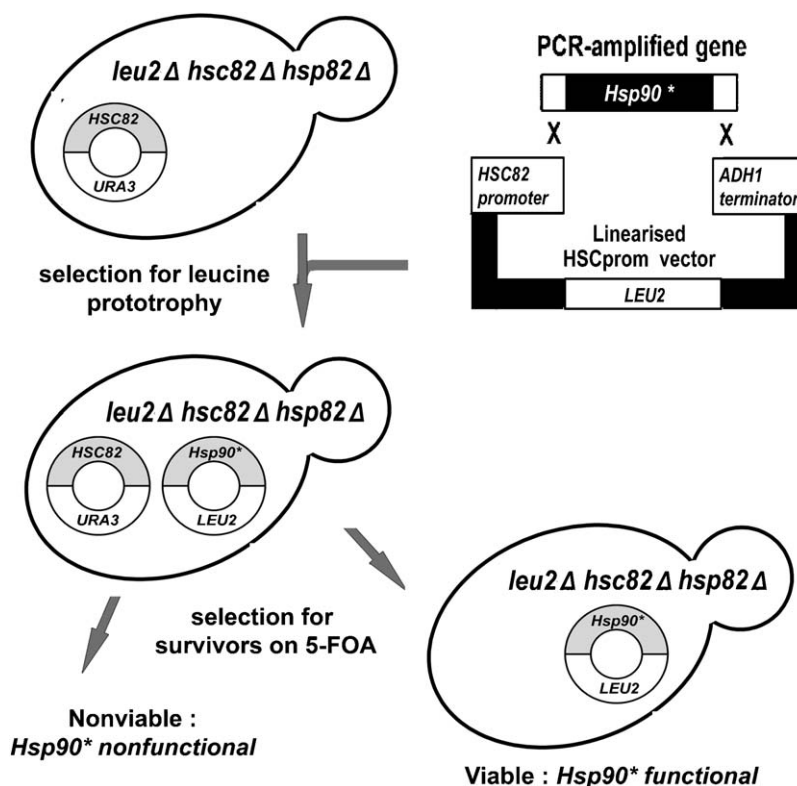 leu2Δ hsc82Δ hsp82Δ
HSC82
URA3
PCR-amplified gene
Hsp90 *
X X
HSC82
promoter
ADH1
terminator
Linearised
HSCprom vector
LEU2
selection for leucine
prototrophy
leu2Δ hsc82Δ hsp82Δ
HSC82
URA3
Hsp90*
LEU2
selection for
survivors on 5-FOA
leu2Δ hsc82Δ hsp82Δ
Hsp90*
LEU2
Nonviable :
Hsp90* nonfunctional
Viable : Hsp90* functional